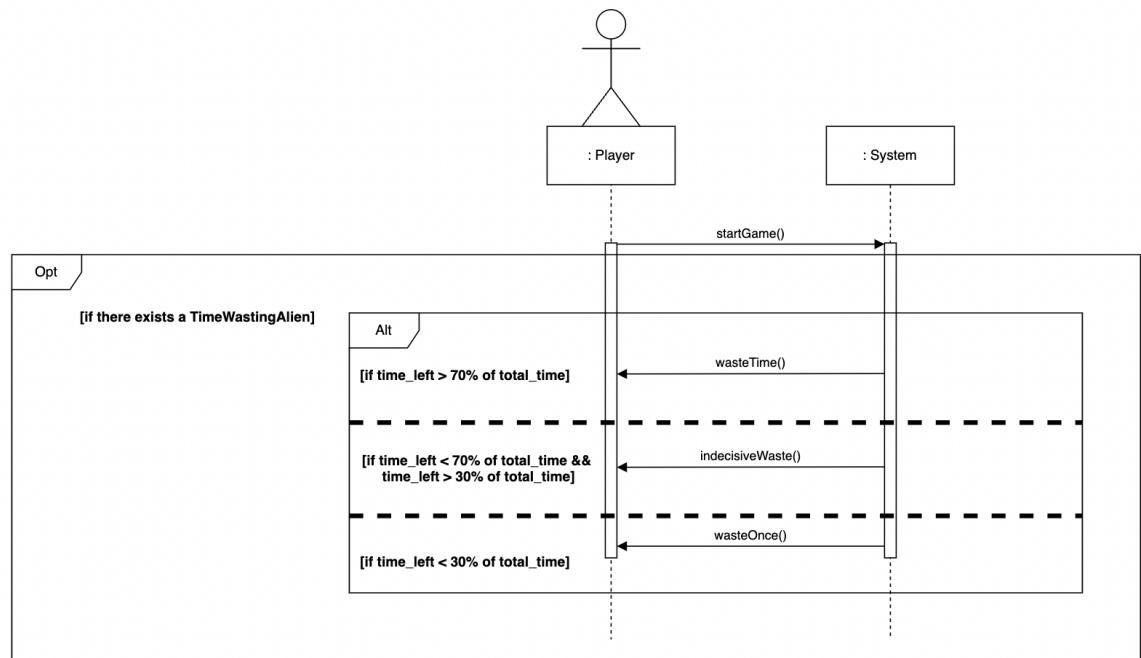 : Player
: System
startGame()
Opt
[if there exists a TimeWastingAlien]
Alt
wasteTime()
[if time_left > 70% of total_time]
indecisiveWaste()
[if time_left < 70% of total_time &&
time_left > 30% of total_time]
wasteOnce()
[if time_left < 30% of total_time]